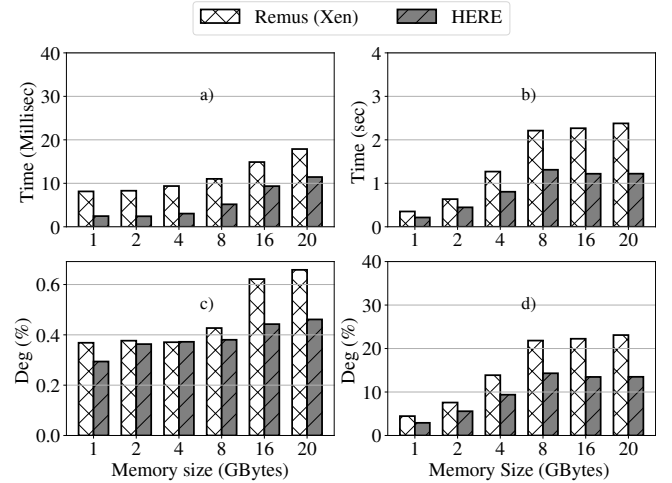 Remus (Xen) HERE
a)
Time (Millisec)
40
30
20
10
0
1 2 4 8 16 20
b)
Time (sec)
4
3
2
1
0
1 2 4 8 16 20
c)
Deg (%)
0.6
0.4
0.2
0.0
1 2 4 8 16 20
Memory size (GBytes)
d)
Deg (%)
40
30
20
10
0
1 2 4 8 16 20
Memory Size (GBytes)